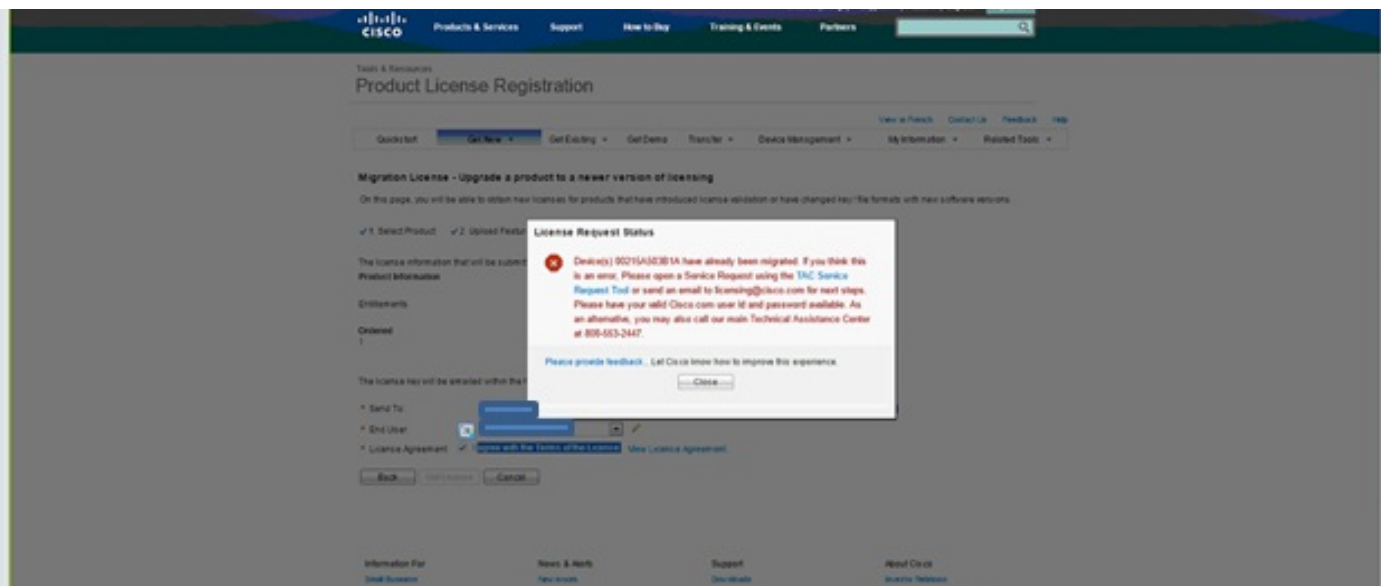 CISCO
Products & Services Support How to Buy Training & Events Partners
Tools & Resources
Product License Registration
View in French Contact Us Feedback Help
Quickstart Get New Get Existing Get Demo Transfer Device Management My Information Related Tools
Migration License - Upgrade a product to a newer version of licensing
On this page, you will be able to obtain new licenses for products that have introduced license validation or have changed key / file formats with new software versions.
1. Select Product 2. Upload Featur
License Request Status
The license information that will be submit
Product Information
Entitlements
Ordered
1
Device(s) 00215A503B1A have already been migrated. If you think this
is an error, Please open a Service Request using the TAC Service
Request Tool or send an email to licensing@cisco.com for next steps.
Please have your valid Cisco.com user Id and password available. As
an alternative, you may also call our main Technical Assistance Center
at 800-553-2447.
Please provide feedback... Let Cisco know how to improve this experience.
Close
The license key will be emailed within the
* Send To:
* End User:
* License Agreement: I agree with the Terms of the License View License Agreement.
Back Get License Cancel
Information For News & Alerts Support About Cisco
Small Business Newsroom Downloads Investor Relations